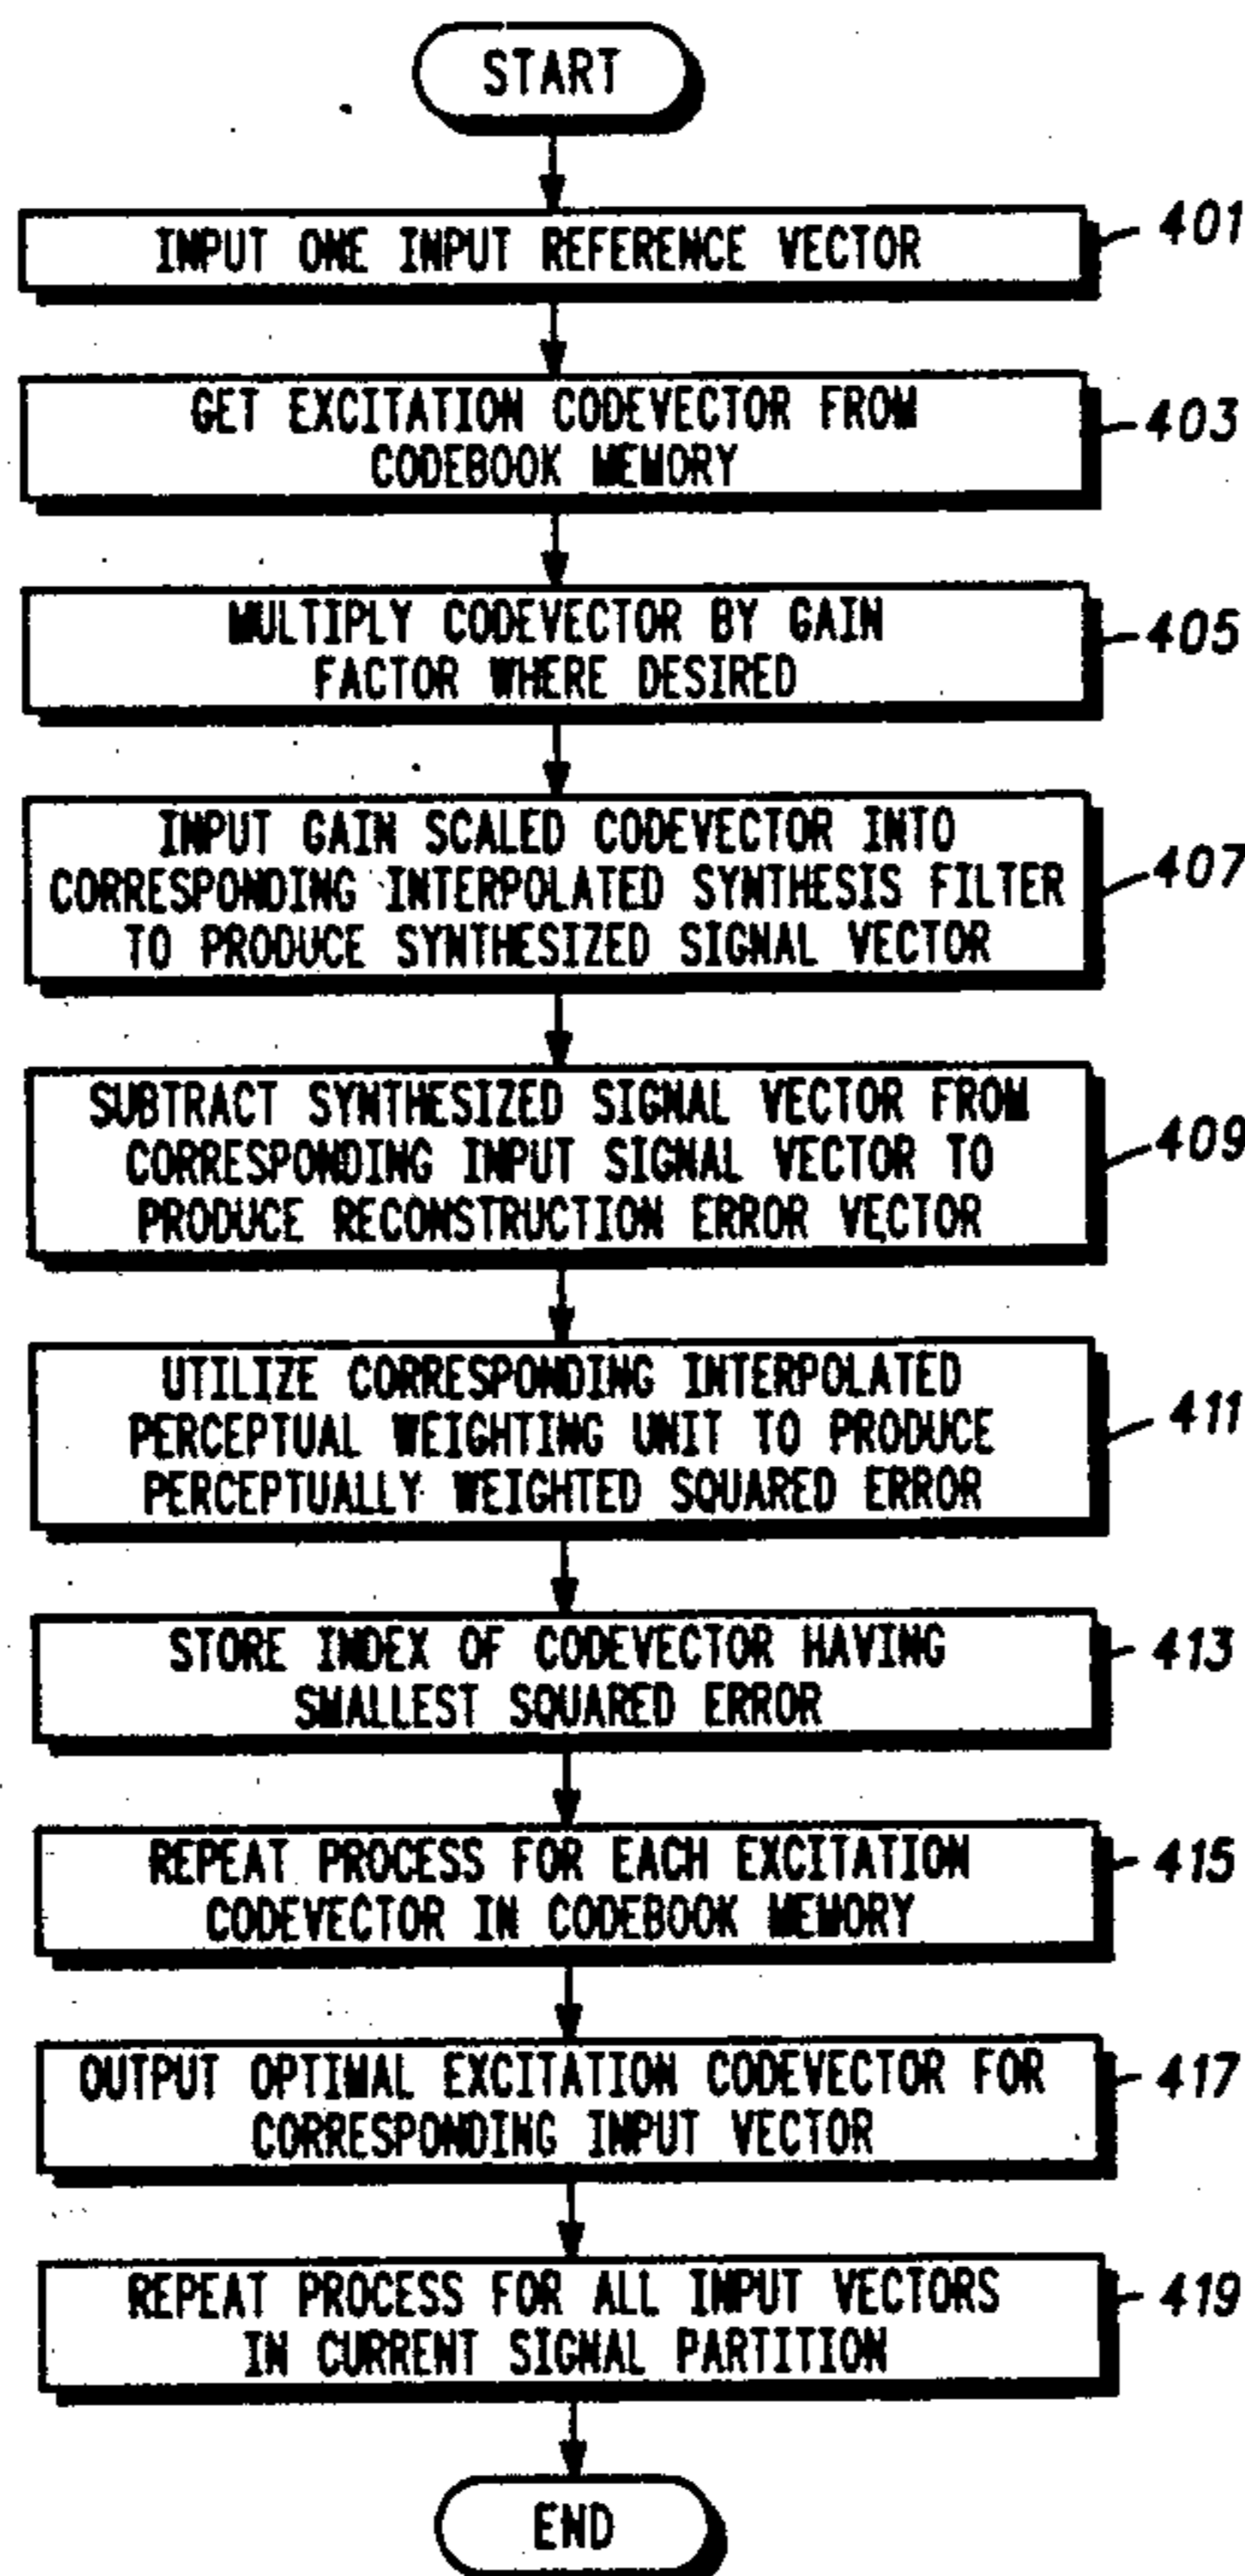 START
INPUT ONE INPUT REFERENCE VECTOR
401
GET EXCITATION CODEVECTOR FROM
CODEBOOK MEMORY
403
MULTIPLY CODEVECTOR BY GAIN
FACTOR WHERE DESIRED
405
INPUT GAIN SCALED CODEVECTOR INTO
CORRESPONDING INTERPOLATED SYNTHESIS FILTER
TO PRODUCE SYNTHESIZED SIGNAL VECTOR
407
SUBTRACT SYNTHESIZED SIGNAL VECTOR FROM
CORRESPONDING INPUT SIGNAL VECTOR TO
PRODUCE RECONSTRUCTION ERROR VECTOR
409
UTILIZE CORRESPONDING INTERPOLATED
PERCEPTUAL WEIGHTING UNIT TO PRODUCE
PERCEPTUALLY WEIGHTED SQUARED ERROR
411
STORE INDEX OF CODEVECTOR HAVING
SMALLEST SQUARED ERROR
413
REPEAT PROCESS FOR EACH EXCITATION
CODEVECTOR IN CODEBOOK MEMORY
415
OUTPUT OPTIMAL EXCITATION CODEVECTOR FOR
CORRESPONDING INPUT VECTOR
417
REPEAT PROCESS FOR ALL INPUT VECTORS
IN CURRENT SIGNAL PARTITION
419
END